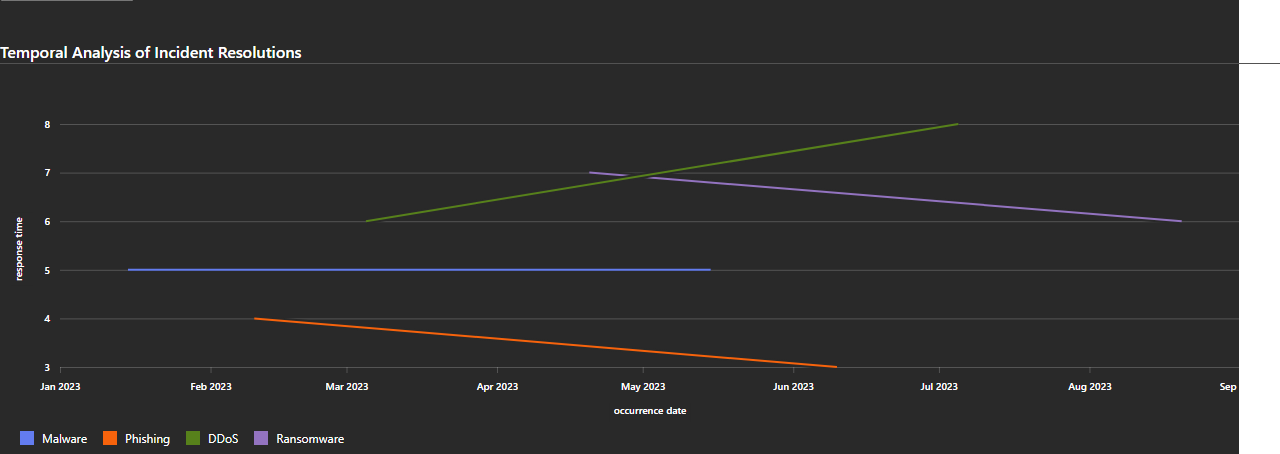 Temporal Analysis of Incident Resolutions
8
7
6
5
4
3
response time
Jan 2023 Feb 2023 Mar 2023 Apr 2023 May 2023 Jun 2023 Jul 2023 Aug 2023 Sep
occurrence date
Malware Phishing DDoS Ransomware